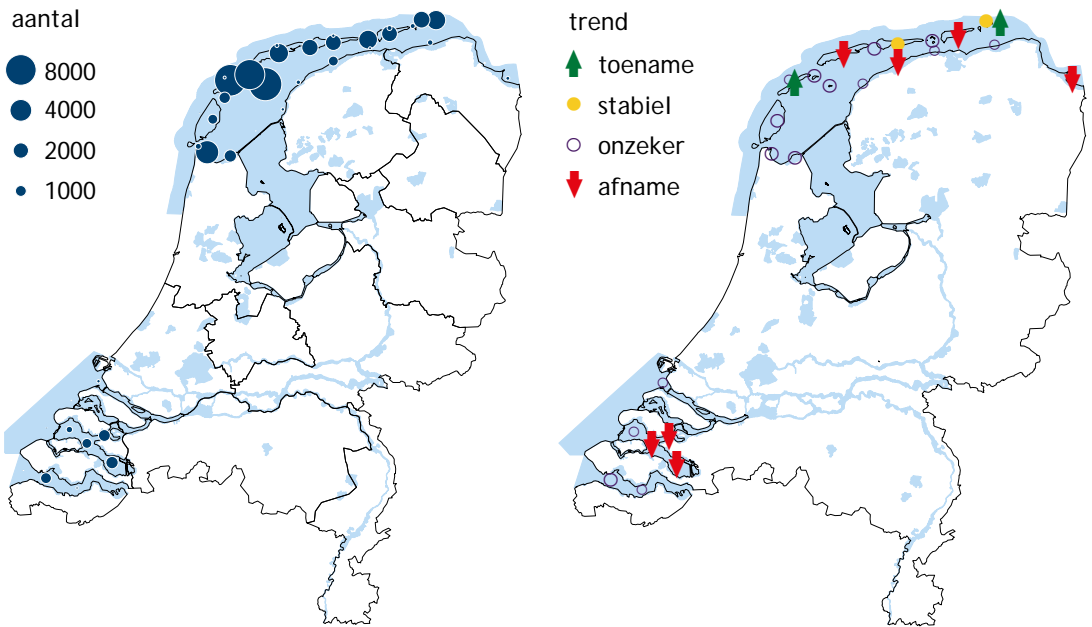 aantal
8000
4000
2000
1000
trend
toename
stabiel
onzeker
afname